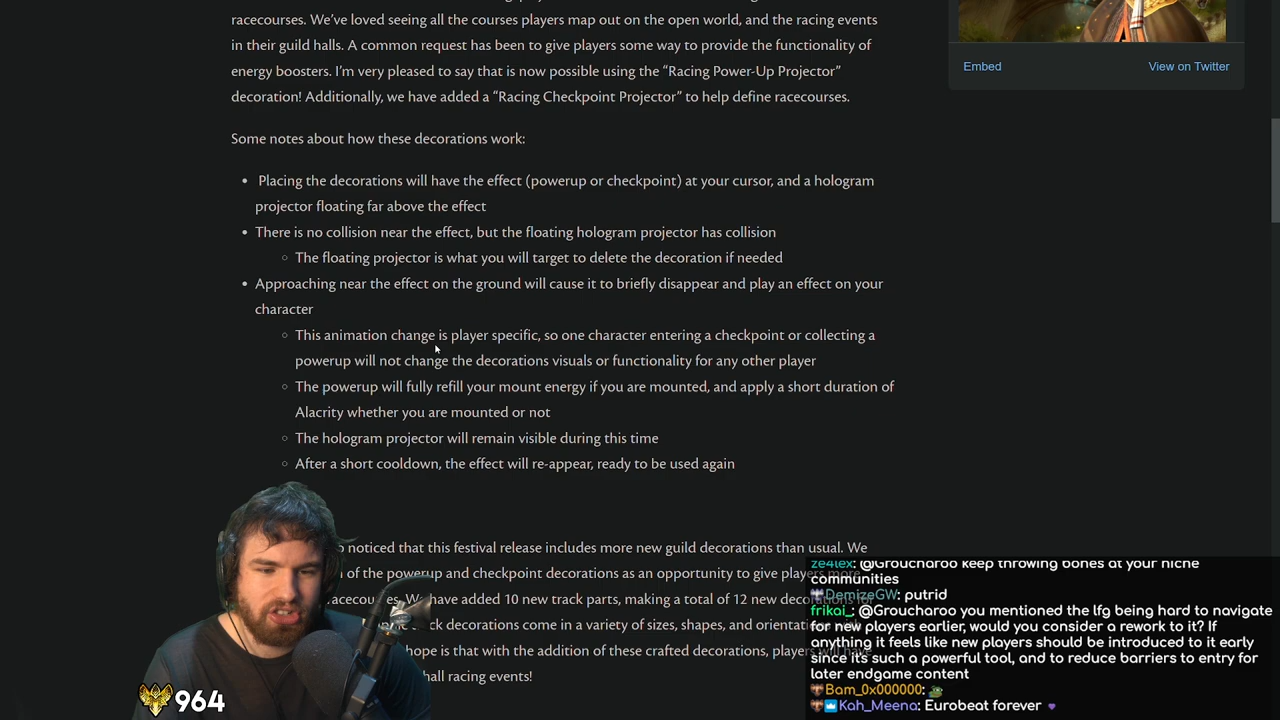 racecourses. We've loved seeing all the courses players map out on the open world, and the racing events
in their guild halls. A common request has been to give players some way to provide the functionality of
energy boosters. I'm very pleased to say that is now possible using the “Racing Power-Up Projector”
decoration! Additionally, we have added a “Racing Checkpoint Projector” to help define racecourses.
Embed
View on Twitter
Some notes about how these decorations work:
• Placing the decorations will have the effect (powerup or checkpoint) at your cursor, and a hologram
projector floating far above the effect
• There is no collision near the effect, but the floating hologram projector has collision
◦ The floating projector is what you will target to delete the decoration if needed
• Approaching near the effect on the ground will cause it to briefly disappear and play an effect on your
character
◦ This animation change is player specific, so one character entering a checkpoint or collecting a
powerup will not change the decorations visuals or functionality for any other player
◦ The powerup will fully refill your mount energy if you are mounted, and apply a short duration of
Alacrity whether you are mounted or not
◦ The hologram projector will remain visible during this time
◦ After a short cooldown, the effect will re-appear, ready to be used again
noticed that this festival release includes more new guild decorations than usual. We
of the powerup and checkpoint decorations as an opportunity to give players more
racecourses. We have added 10 new track parts, making a total of 12 new decorations
decorations come in a variety of sizes, shapes, and
hope is that with the addition of these crafted decorations, players will have
hall racing events!
ze4lex: @Groucharoo keep throwing bones at your niche
communities
DemizeGW: putrid
frikai_: @Groucharoo you mentioned the lfg being hard to navigate
for new players earlier, would you consider a rework to it? If
anything it feels like new players should be introduced to it early
since its such a powerful tool, and to reduce barriers to entry for
later endgame content
Bam_0x000000:
Kah_Meena: Eurobeat forever
964